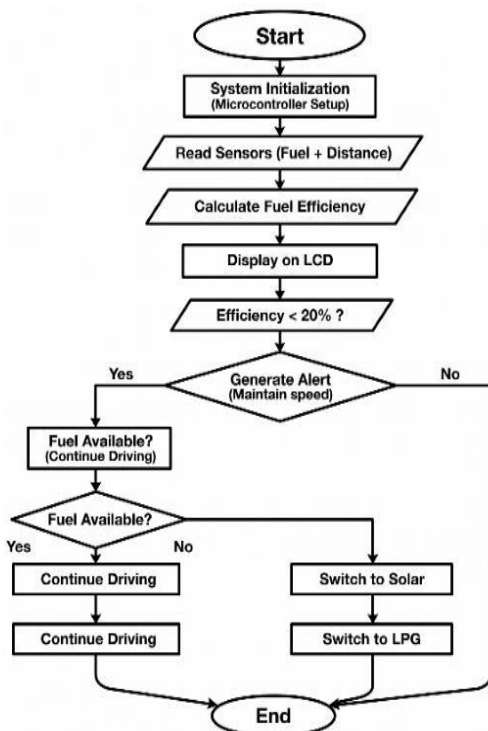 Start
System Initialization
(Microcontroller Setup)
Read Sensors (Fuel + Distance)
Calculate Fuel Efficiency
Display on LCD
Efficiency < 20% ?
Yes
Generate Alert
(Maintain speed)
No
Fuel Available?
(Continue Driving)
Fuel Available?
Yes
No
Continue Driving
Switch to Solar
Continue Driving
Switch to LPG
End